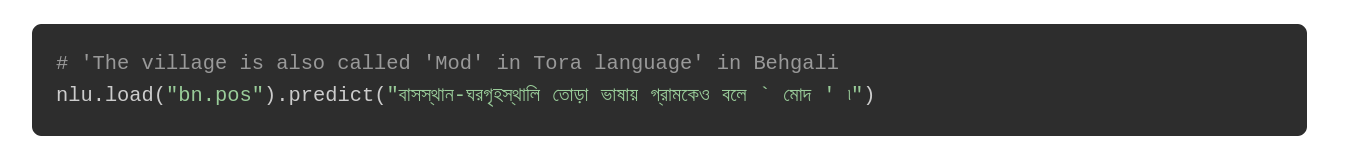 # 'The village is also called 'Mod' in Tora language' in Behgali
nlu.load("bn.pos").predict("বাসস্থান-ঘরগৃহস্থালি তোড়া ভাষায় গ্রামকেও বলে ` মোদ ' ৷")